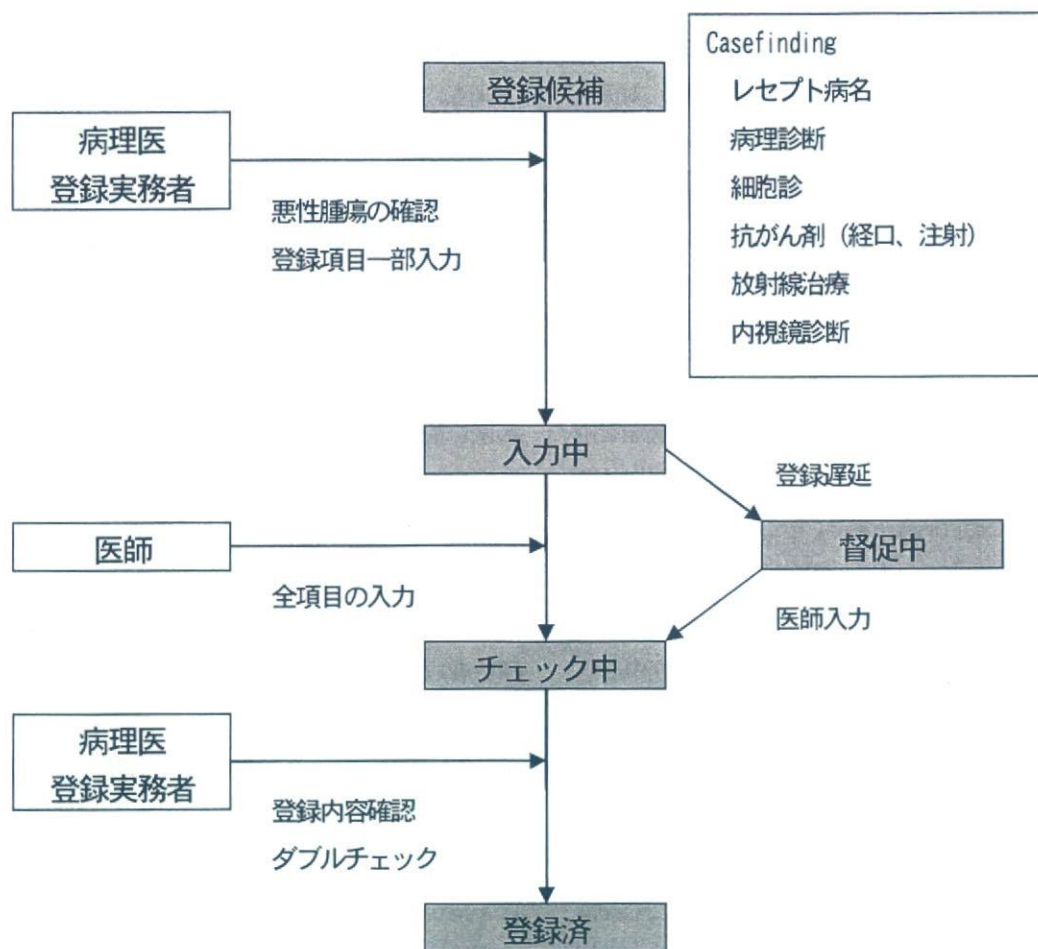 Casefinding
レセプト病名
病理診断
細胞診
抗がん剤（経口、注射）
放射線治療
内視鏡診断
登録候補
病理医
登録実務者
悪性腫瘍の確認
登録項目一部入力
入力中
登録遅延
医師
督促中
全項目の入力
医師入力
チェック中
病理医
登録実務者
登録内容確認
ダブルチェック
登録済